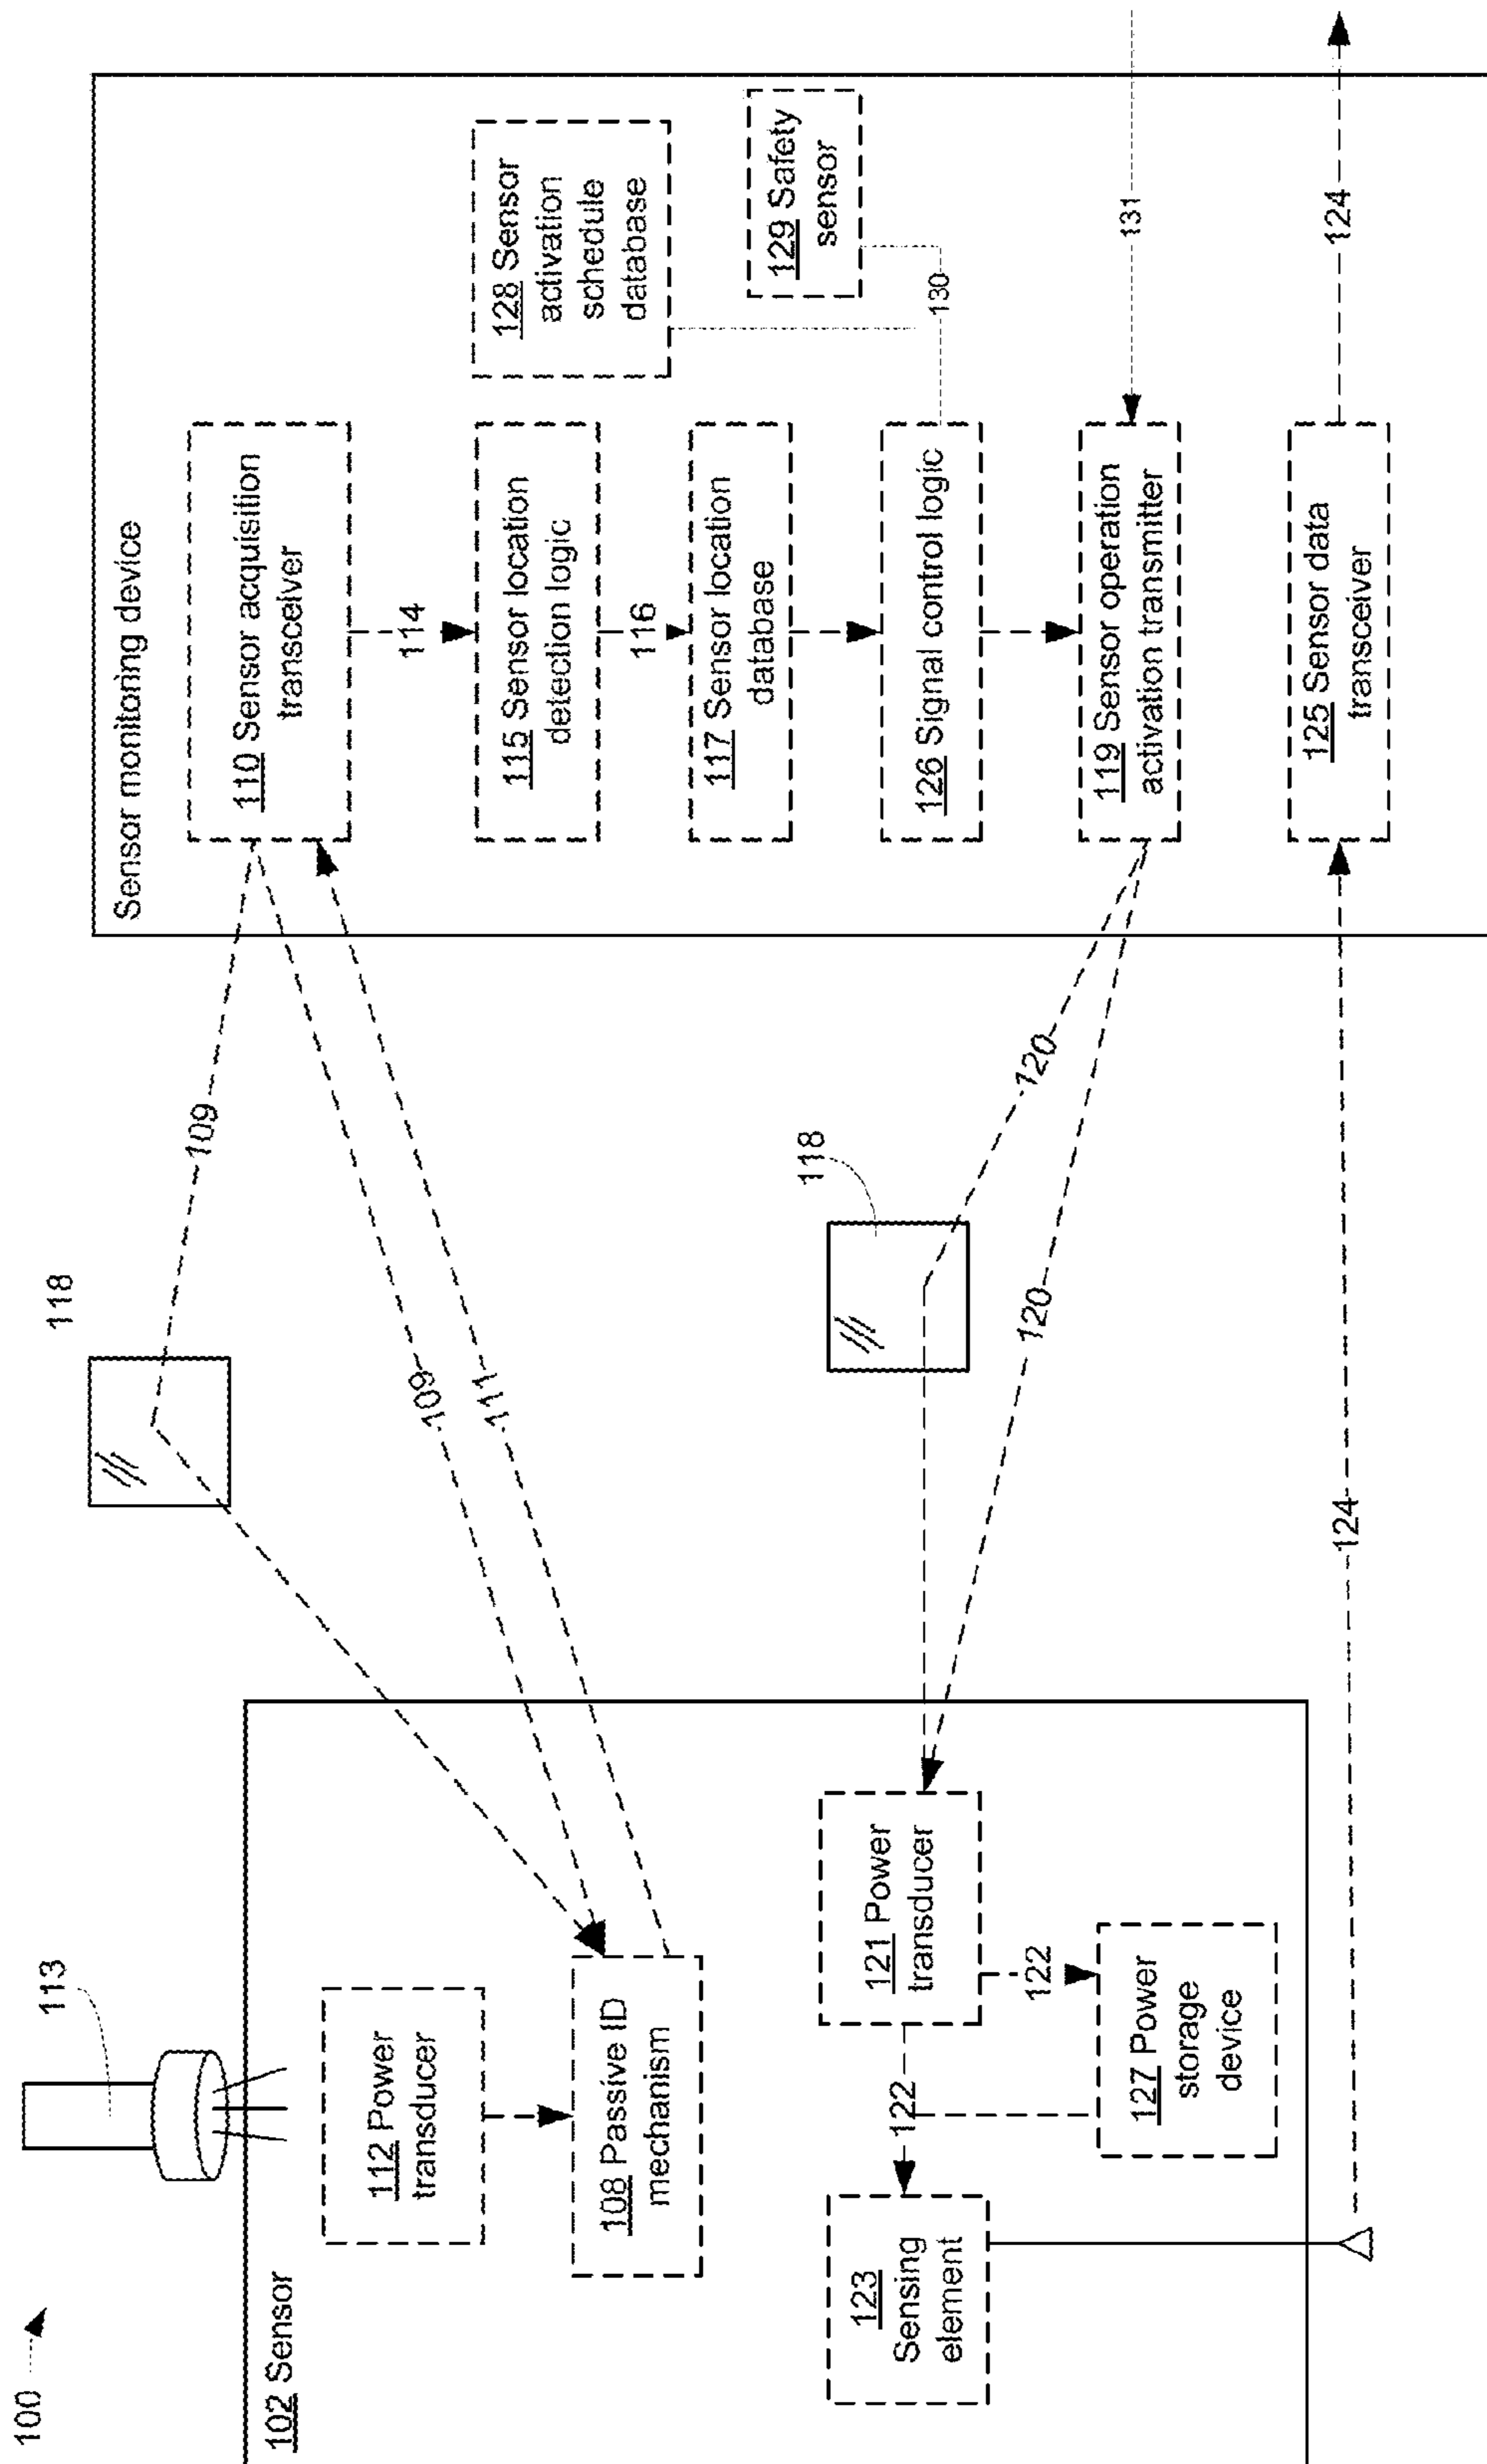 100
113
102 Sensor
112 Power
transducer
108 Passive ID
mechanism
123
Sensing
element
122
121 Power
transducer
122
127 Power
storage
device
118
109
109
111
118
120
120
124
Sensor monitoring device
110 Sensor acquisition
transceiver
114
115 Sensor location
detection logic
116
117 Sensor location
database
126 Signal control logic
119 Sensor operation
activation transmitter
125 Sensor data
transceiver
128 Sensor
activation
schedule
database
129 Safety
sensor
130
131
124